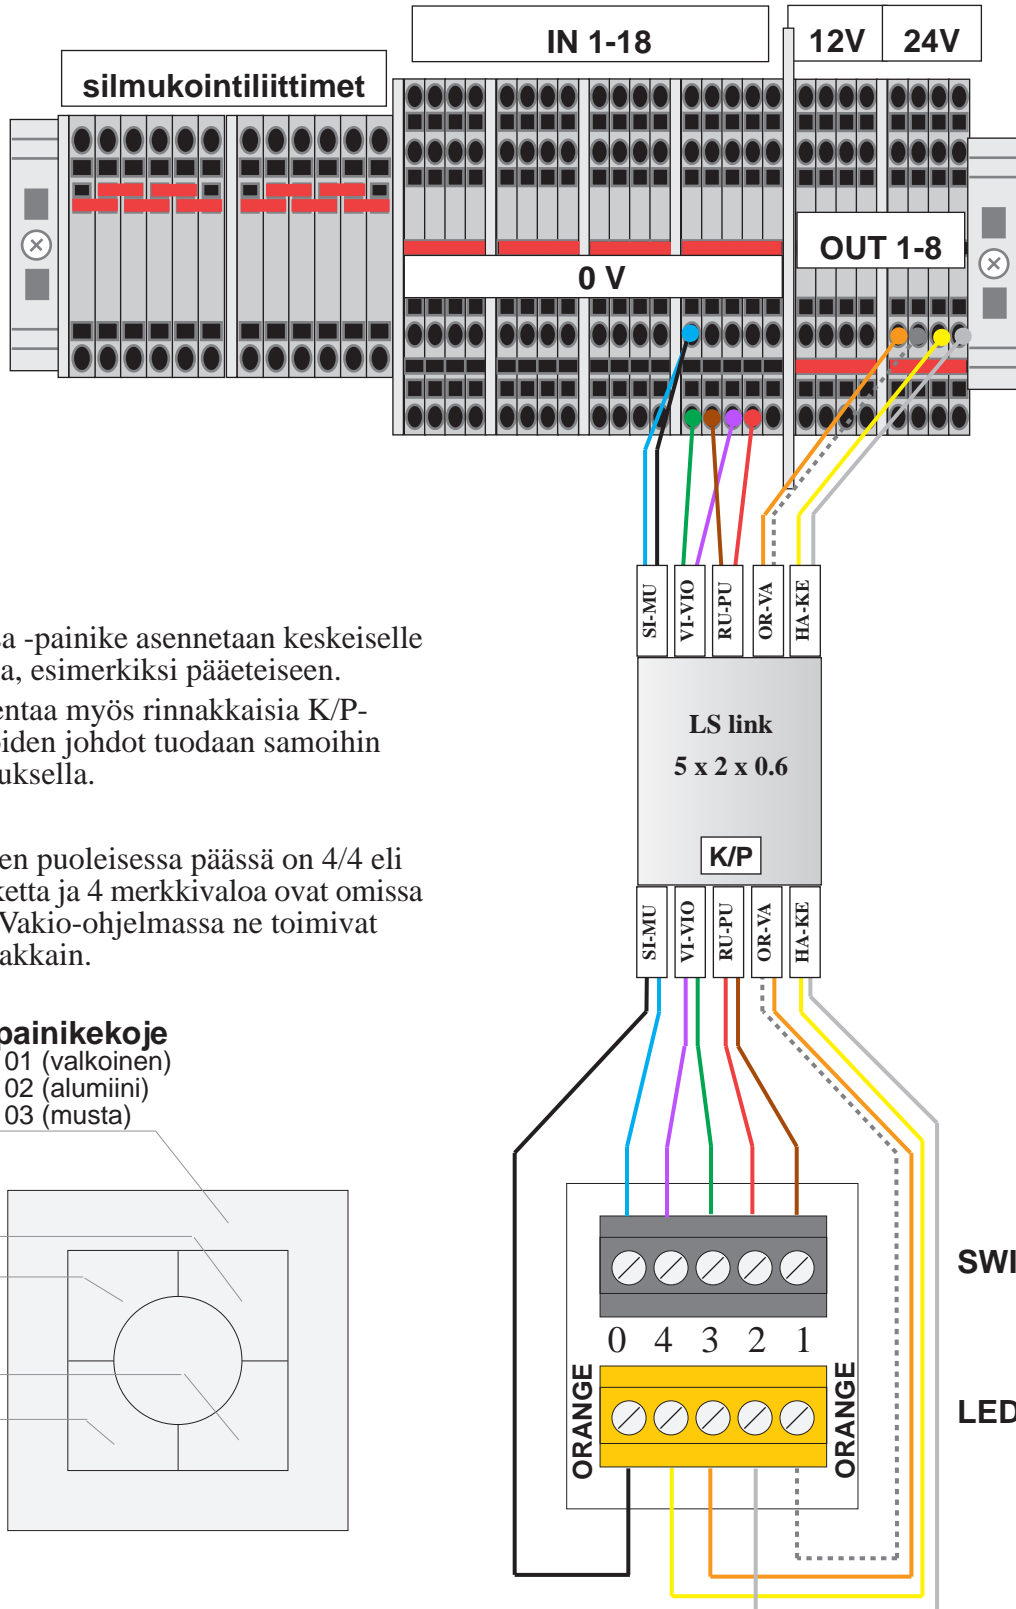 IN 1-18
12V
24V
silmukointiliittimet
OUT 1-8
0 V
SI-MU
VI-VIO
RU-PU
OR-VA
HA-KE
sa -painike asennetaan keskeiselle
a, esimerkiksi pääeteiseen.
entaa myös rinnakkaisia K/P-
oiden johdot tuodaan samoihin
uksella.
LS link
5 x 2 x 0.6
K/P
en puoleisessa päässä on 4/4 eli
ketta ja 4 merkkivaloa ovat omissa
Vakio-ohjelmassa ne toimivat
akkain.
SI-MU
VI-VIO
RU-PU
OR-VA
HA-KE
painikekoje
01 (valkoinen)
02 (alumiini)
03 (musta)
SWI
0 4 3 2 1
ORANGE
ORANGE
LED